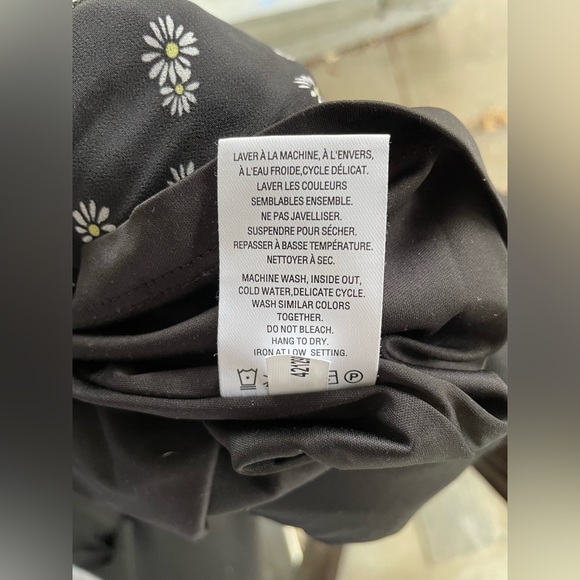 LAVER À LA MACHINE, À L'ENVERS,
À L'EAU FROIDE,CYCLE DÉLICAT.
LAVER LES COULEURS
SEMBLABLES ENSEMBLE.
NE PAS JAVELLISER.
SUSPENDRE POUR SÉCHER.
REPASSER À BASSE TEMPÉRATURE.
NETTOYER À SEC.
MACHINE WASH, INSIDE OUT,
COLD WATER,DELICATE CYCLE.
WASH SIMILAR COLORS
TOGETHER.
DO NOT BLEACH.
HANG TO DRY.
IRON AT LOW SETTING.
P